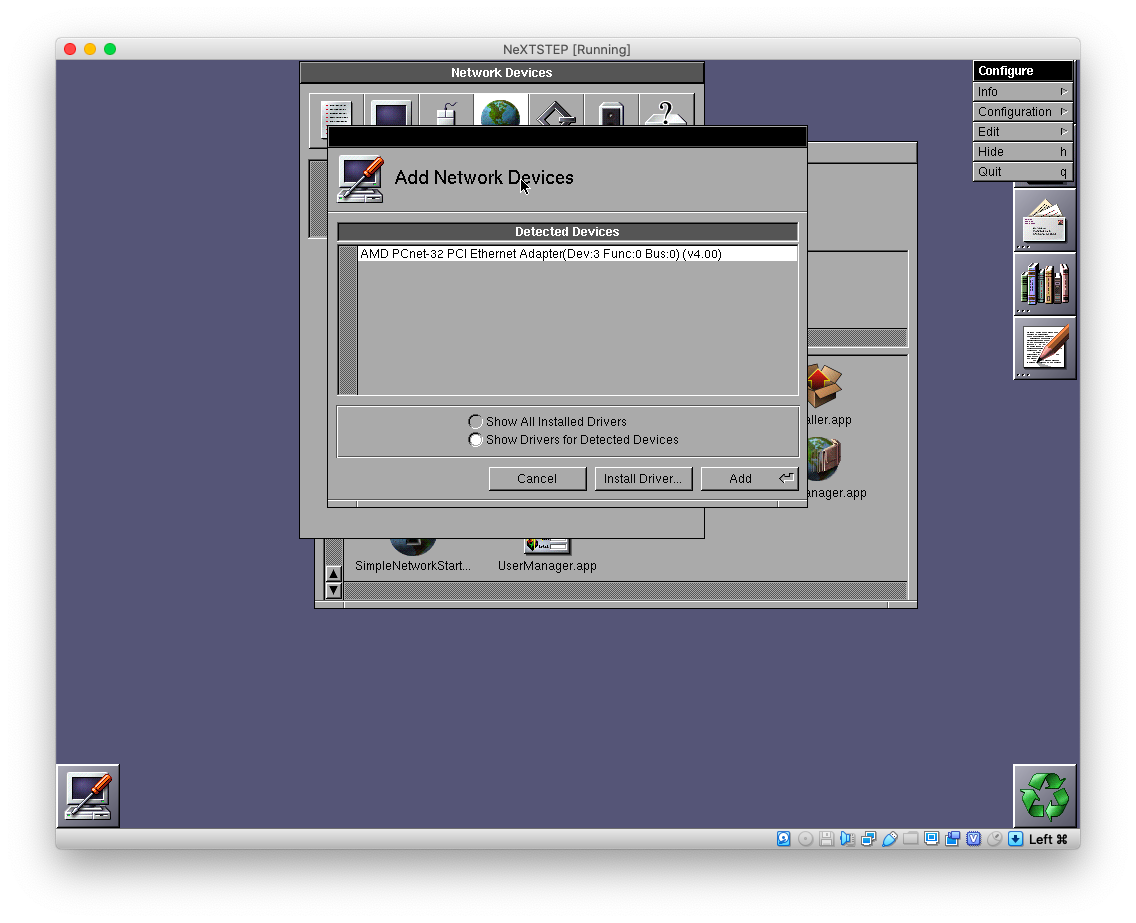 NeXTSTEP [Running]
Network Devices
Configure
Info
Configuration
Edit
Hide h
Quit q
Add Network Devices
Detected Devices
AMD PCnet-32 PCI Ethernet Adapter(Dev:3 Func:0 Bus:0) (v4.00)
Show All Installed Drivers
Show Drivers for Detected Devices
Cancel
Install Driver...
Add
aller.app
anager.app
SimpleNetworkStart...
UserManager.app
Left ⌘